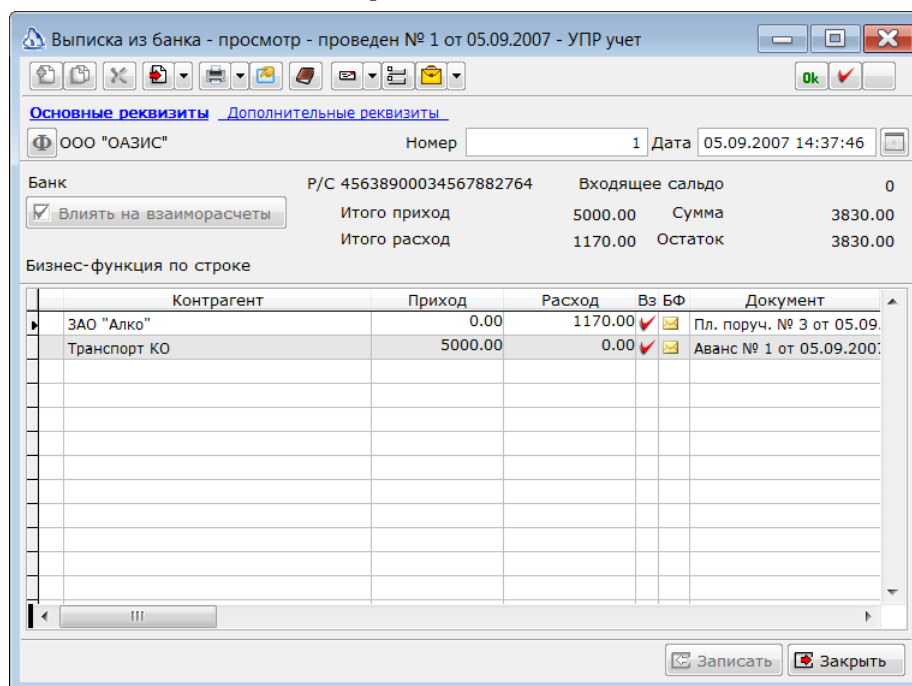 Выписка из банка - просмотр - проведен № 1 от 05.09.2007 - УПР учет
Ok
Основные реквизиты Дополнительные реквизиты
Ф ООО "ОАЗИС" Номер 1 Дата 05.09.2007 14:37:46
Банк Р/С 45638900034567882764 Входящее сальдо 0
Влиять на взаиморасчеты Итого приход 5000.00 Сумма 3830.00
Итого расход 1170.00 Остаток 3830.00
Бизнес-функция по строке
Контрагент Приход Расход Вз БФ Документ
ЗАО "Алко" 0.00 1170.00 Пл. поруч. № 3 от 05.09.
Транспорт КО 5000.00 0.00 Аванс № 1 от 05.09.200
Записать Закрыть